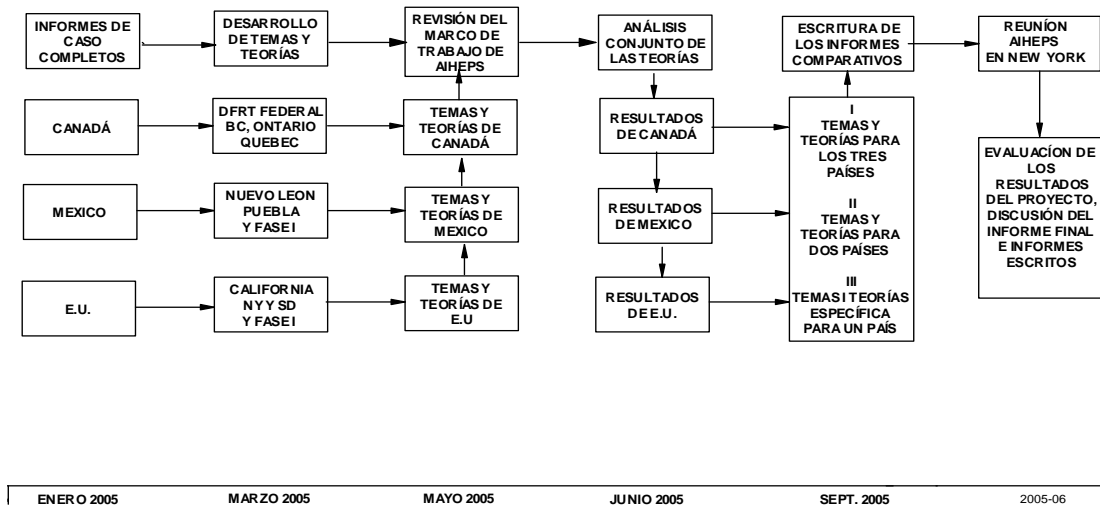 INFORMES DE
CASO
COMPLETOS
DESARROLLO
DE TEMAS Y
TEORÍAS
REVISIÓN DEL
MARCO DE
TRABAJO DE
AIHEPS
ANÁLISIS
CONJUNTO DE
LAS TEORÍAS
ESCRITURA DE
LOS INFORMES
COMPARATIVOS
REUNÍON
AIHEPS
EN NEW YORK
CANADÁ
DFRT FEDERAL
BC, ONTARIO
QUEBEC
TEMAS Y
TEORÍAS DE
CANADÁ
RESULTADOS
DE CANADÁ
I
TEMAS Y
TEORÍAS PARA
LOS TRES
PAÍSES
II
TEMAS Y
TEORÍAS PARA
DOS PAÍSES
III
TEMAS I TEORÍAS
ESPECÍFICA
PARA UN PAÍS
EVALUACÍON DE
LOS
RESULTADOS
DEL PROYECTO,
DISCUSIÓN DEL
INFORME FINAL
E INFORMES
ESCRITOS
MEXICO
NUEVO LEON
PUEBLA
Y FASE I
TEMAS Y
TEORÍAS DE
MEXICO
RESULTADOS
DE MEXICO
E.U.
CALIFORNIA
NY Y SD
Y FASE I
TEMAS Y
TEORÍAS DE
E.U
RESULTADOS
DE E.U.
ENERO 2005
MARZO 2005
MAYO 2005
JUNIO 2005
SEPT. 2005
2005-06